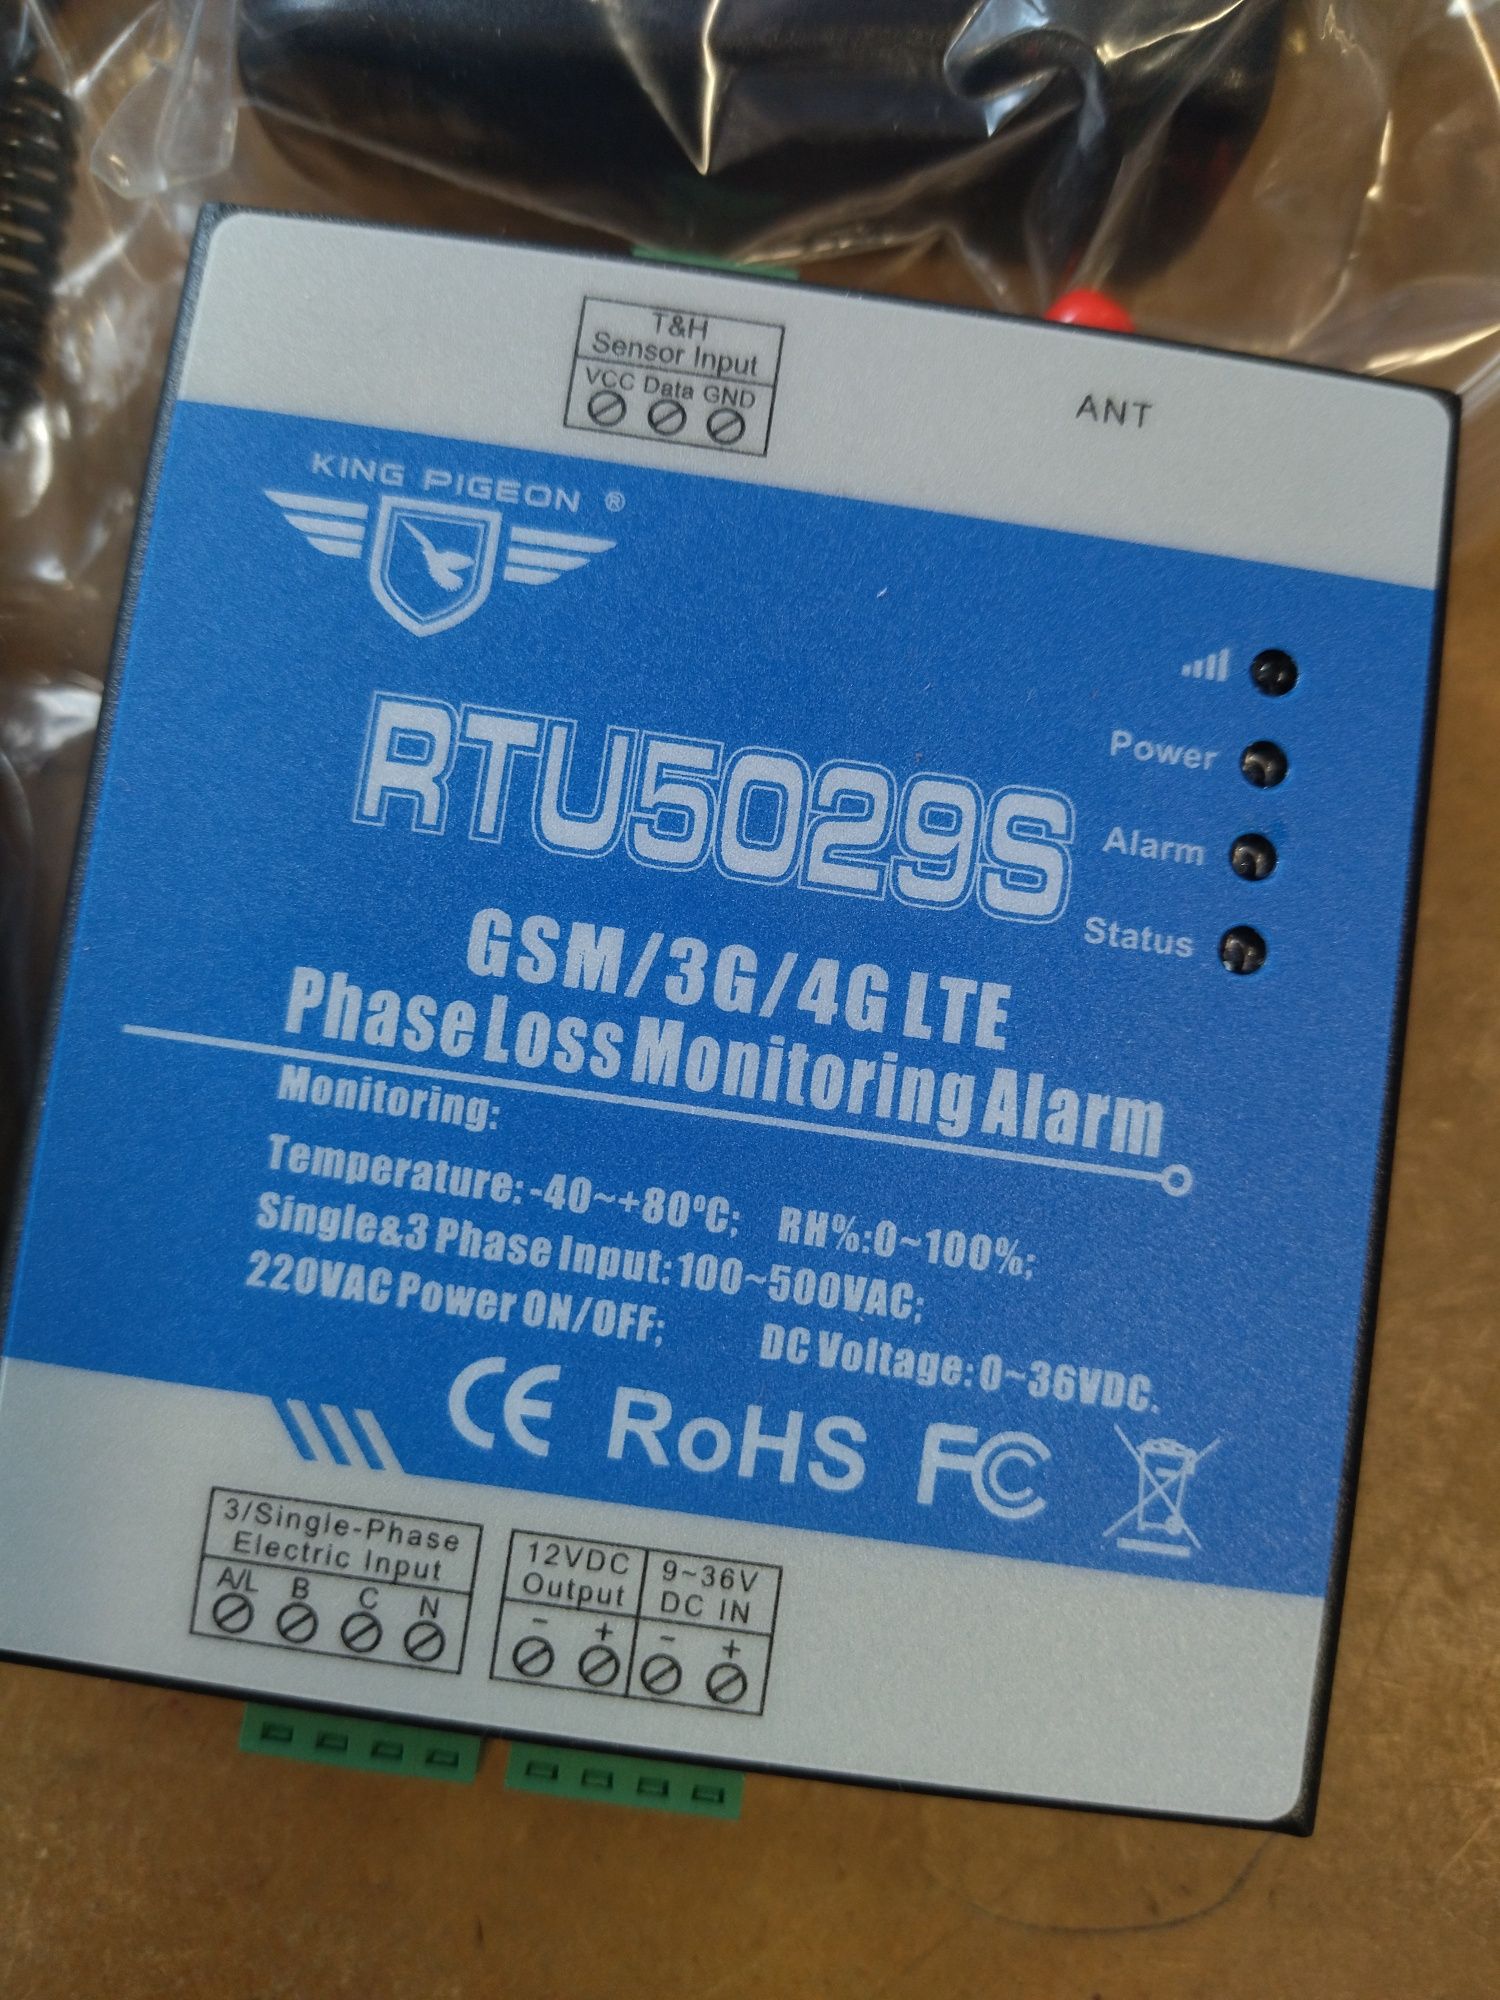 T&H
Sensor Input
VCC Data GND
ANT
KING PIGEON ®
RTU5029S
Power
Alarm
Status
GSM/3G/4G LTE
Phase Loss Monitoring Alarm
Monitoring:
Temperature: -40~+80ºC; RH%:0~100%;
Single&3 Phase Input: 100~500VAC;
220VAC Power ON/OFF; DC Voltage: 0~36VDC.
CE RoHS FC
3/Single-Phase
Electric Input
A/L B C N
12VDC
Output
- +
9~36V
DC IN
- +